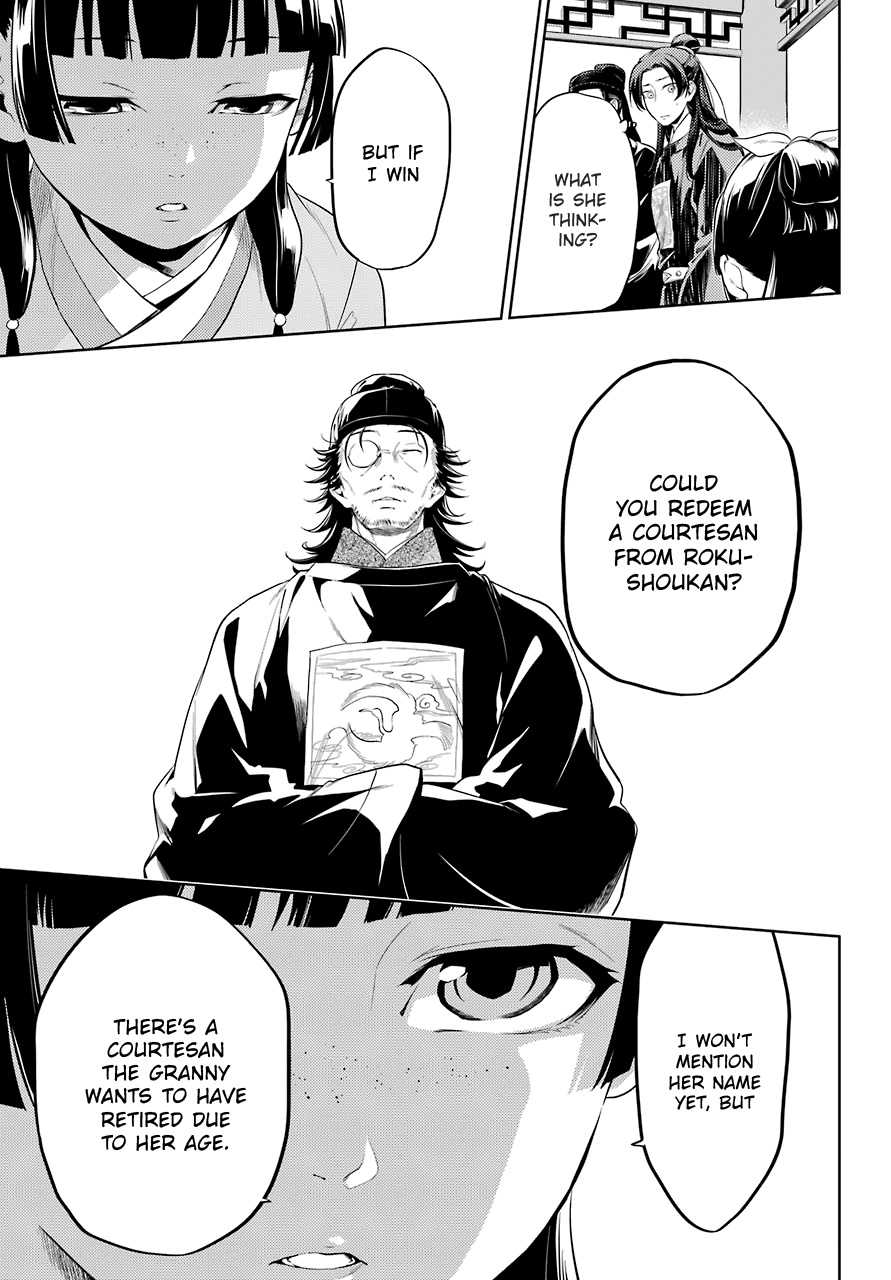 WHAT
IS SHE
THINK-
ING?
BUT IF
I WIN
COULD
YOU REDEEM
A COURTESAN
FROM ROKU-
SHOUKAN?
I WON'T
MENTION
HER NAME
YET, BUT
THERE'S A
COURTESAN
THE GRANNY
WANTS TO HAVE
RETIRED DUE
TO HER AGE.